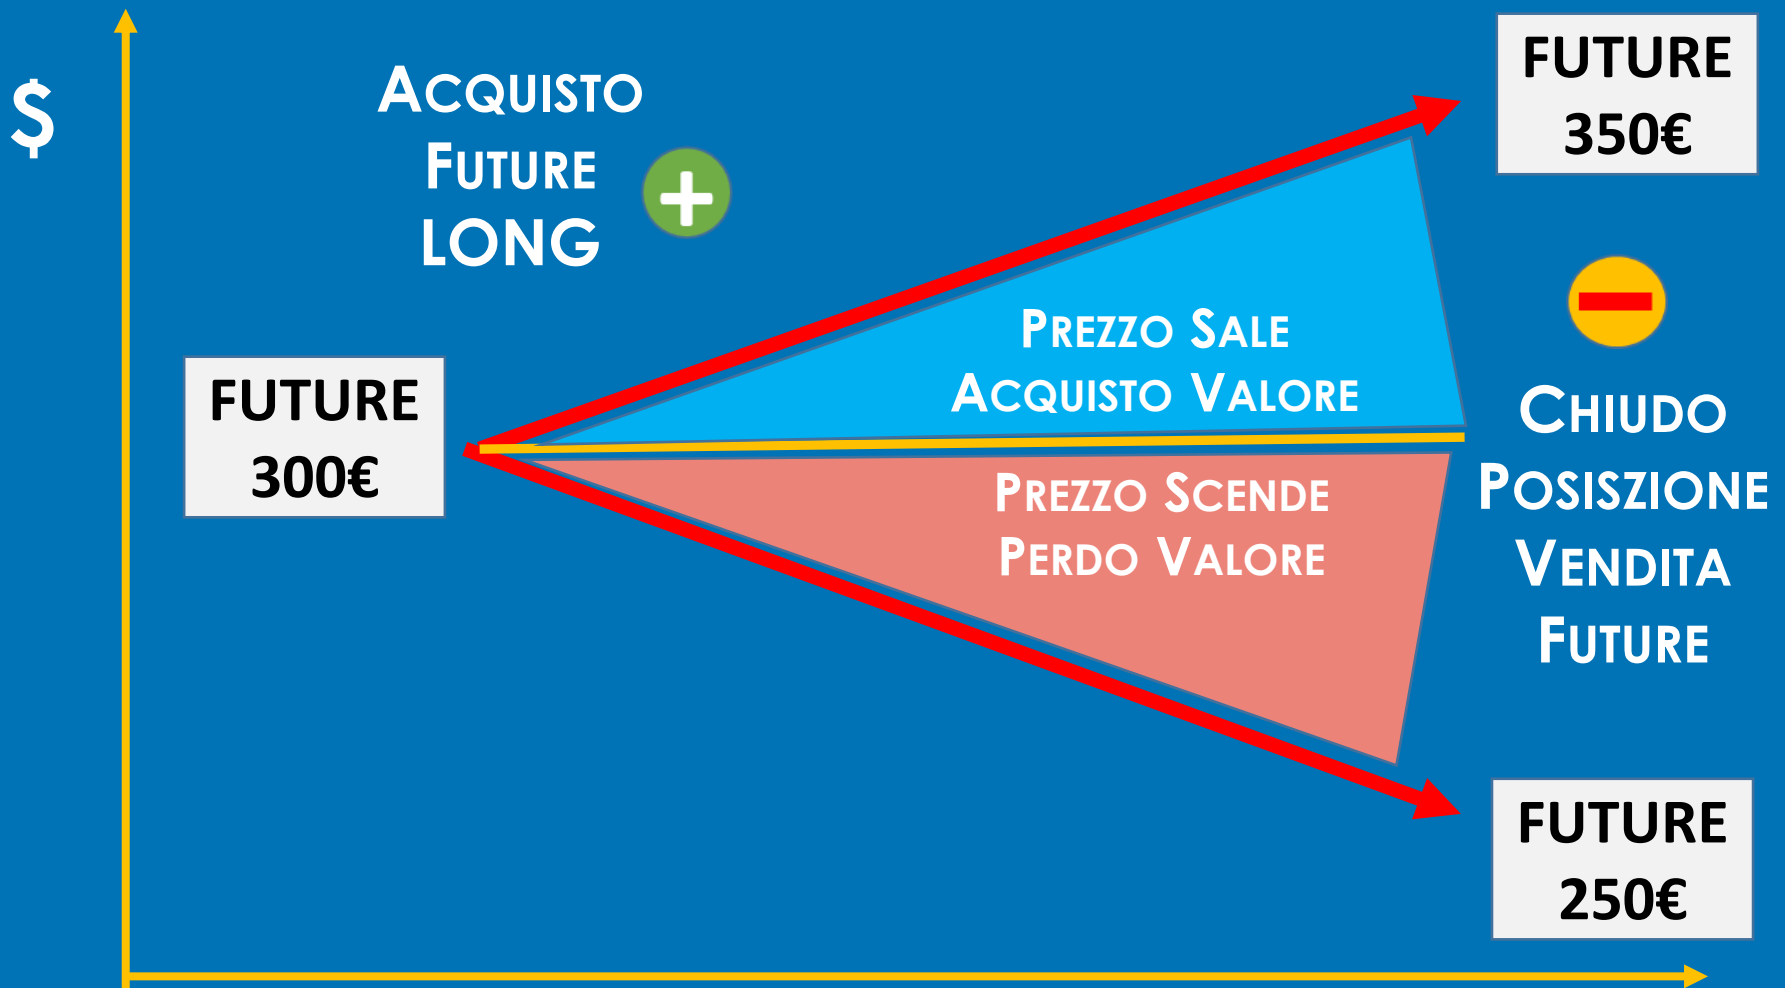 $
ACQUISTO
FUTURE
LONG
FUTURE
300€
FUTURE
350€
PREZZO SALE
ACQUISTO VALORE
PREZZO SCENDE
PERDO VALORE
CHIUDO
POSISZIONE
VENDITA
FUTURE
FUTURE
250€